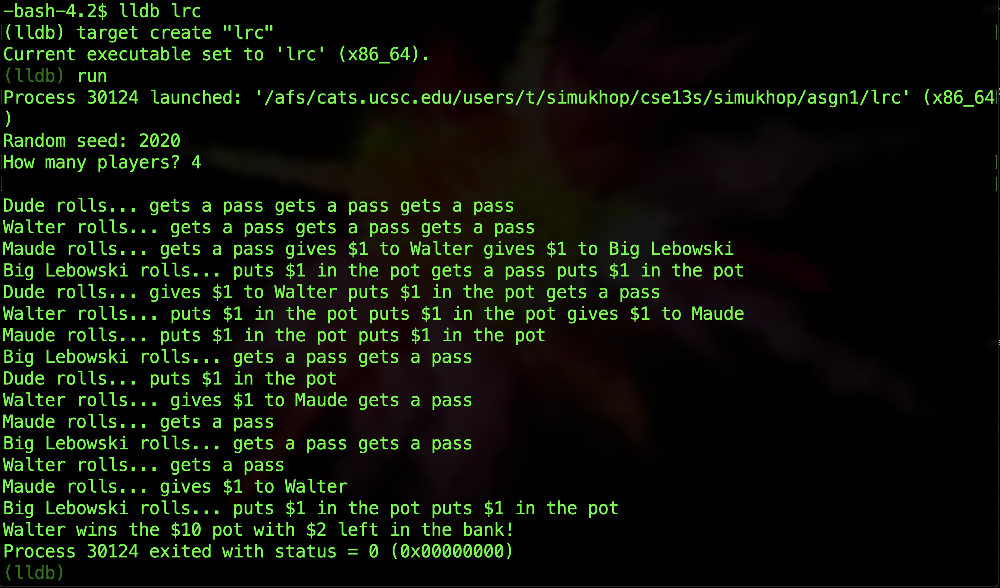 -bash-4.2$ lldb lrc
(lldb) target create "lrc"
Current executable set to 'lrc' (x86_64).
(lldb) run
Process 30124 launched: '/afs/cats.ucsc.edu/users/t/simukhop/cse13s/simukhop/asgn1/lrc' (x86_64
)
Random seed: 2020
How many players? 4
Dude rolls... gets a pass gets a pass gets a pass
Walter rolls... gets a pass gets a pass gets a pass
Maude rolls... gets a pass gives $1 to Walter gives $1 to Big Lebowski
Big Lebowski rolls... puts $1 in the pot gets a pass puts $1 in the pot
Dude rolls... gives $1 to Walter puts $1 in the pot gets a pass
Walter rolls... puts $1 in the pot puts $1 in the pot gives $1 to Maude
Maude rolls... puts $1 in the pot puts $1 in the pot
Big Lebowski rolls... gets a pass gets a pass
Dude rolls... puts $1 in the pot
Walter rolls... gives $1 to Maude gets a pass
Maude rolls... gets a pass
Big Lebowski rolls... gets a pass gets a pass
Walter rolls... gets a pass
Maude rolls... gives $1 to Walter
Big Lebowski rolls... puts $1 in the pot puts $1 in the pot
Walter wins the $10 pot with $2 left in the bank!
Process 30124 exited with status = 0 (0x00000000)
(lldb)